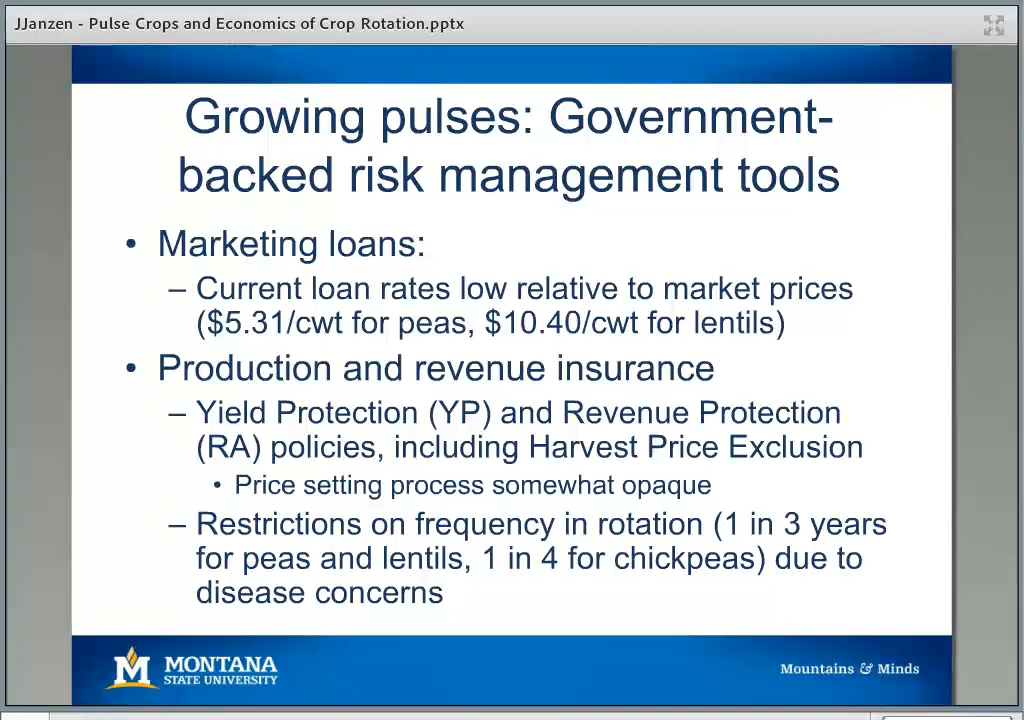 JJanzen - Pulse Crops and Economics of Crop Rotation.pptx
Growing pulses: Government-
backed risk management tools
• Marketing loans:
– Current loan rates low relative to market prices
($5.31/cwt for peas, $10.40/cwt for lentils)
• Production and revenue insurance
– Yield Protection (YP) and Revenue Protection
(RA) policies, including Harvest Price Exclusion
• Price setting process somewhat opaque
– Restrictions on frequency in rotation (1 in 3 years
for peas and lentils, 1 in 4 for chickpeas) due to
disease concerns
M MONTANA
STATE UNIVERSITY
Mountains & Minds